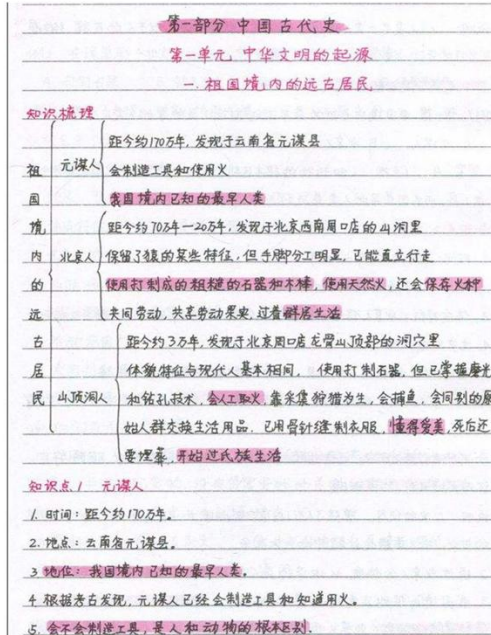 第一部分 中国古代史
第一单元, 中华文明的起源
一.祖国境内的远古居民,
知识梳理
祖国境内的远古居民
元谋人
距今约170万年, 发现于云南省元谋县
会制造工具和使用火
我国境内已知的最早人类
北京人
距今约70万年—20万年, 发现于北京西南周口店的山洞里
保留了猿的某些特征, 但手脚分工明显, 已能直立行走
使用打制成的粗糙的石器和木棒, 使用天然火, 还会保存火种
共同劳动, 共享劳动果实, 过着群居生活
山顶洞人
距今约3万年, 发现于北京周口店龙骨山顶部的洞穴里
体貌特征与现代人基本相同, 使用打制石器, 但已掌握磨光
和钻孔技术, 会人工取火, 靠采集狩猎为生, 会捕鱼, 会同别的原
始人群交换生活用品. 已用骨针缝制衣服, 懂得爱美, 死后还
要埋葬, 开始过氏族生活
知识点1 元谋人
1. 时间: 距今约170万年。
2. 地点: 云南省元谋县。
3 地位: 我国境内已知的最早人类。
4 根据考古发现, 元谋人已经会制造工具和知道用火。
5. 会不会制造工具, 是人和动物的根本区别.